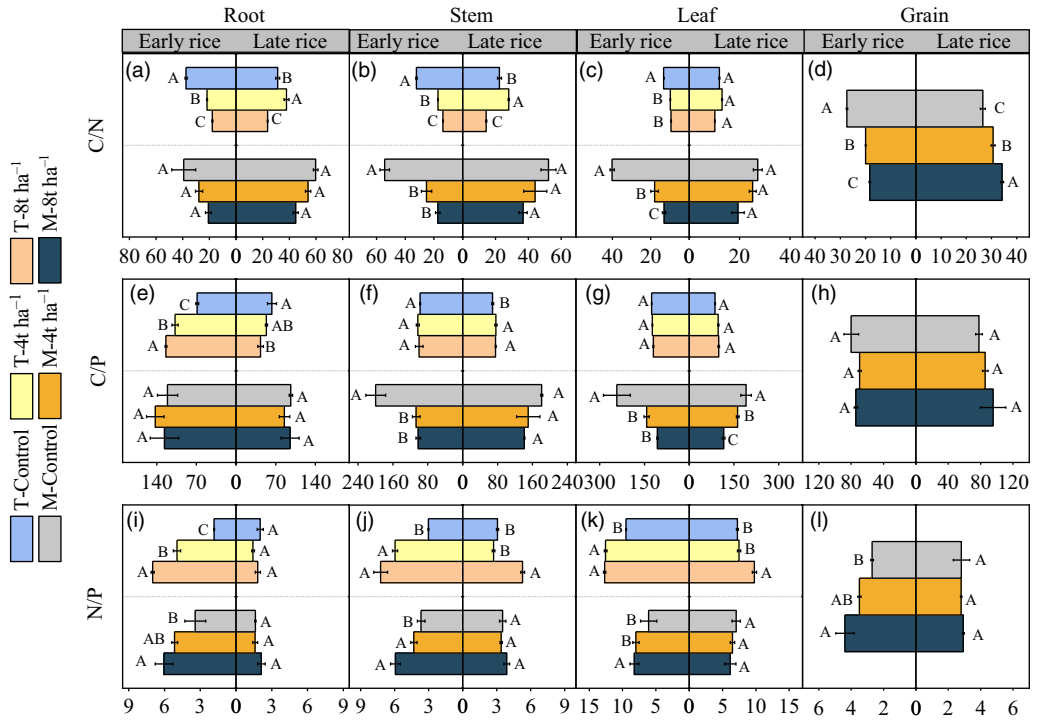 Root Stem Leaf Grain
Early rice Late rice Early rice Late rice Early rice Late rice Early rice Late rice
T-Control T-4t ha⁻¹ T-8t ha⁻¹
M-Control M-4t ha⁻¹ M-8t ha⁻¹
C/N
(a) (b) (c) (d)
A B A B A A
B A B A A A
C C C C A A
A C
B B
C A
A A A A A A
A A B A B A
A A B A C A
80 60 40 20 0 20 40 60 80
60 40 20 0 20 40 60
40 20 0 20 40
40 30 20 10 0 10 20 30 40
C/P
(e) (f) (g) (h)
C A A B A A
B AB A A A A
A B A A A A
A A
A A
A A
A A A A A A
A A B A B B
A A B A B C
140 70 0 70 140
240 160 80 0 80 160 240
300 150 0 150 300
120 80 40 0 40 80 120
N/P
(i) (j) (k) (l)
C A B B B B
B A A B A B
A A A A A A
B A
AB A
A A
B A B A B A
AB A A A B A
A A A A A A
9 6 3 0 3 6 9
9 6 3 0 3 6 9
15 10 5 0 5 10 15
6 4 2 0 2 4 6